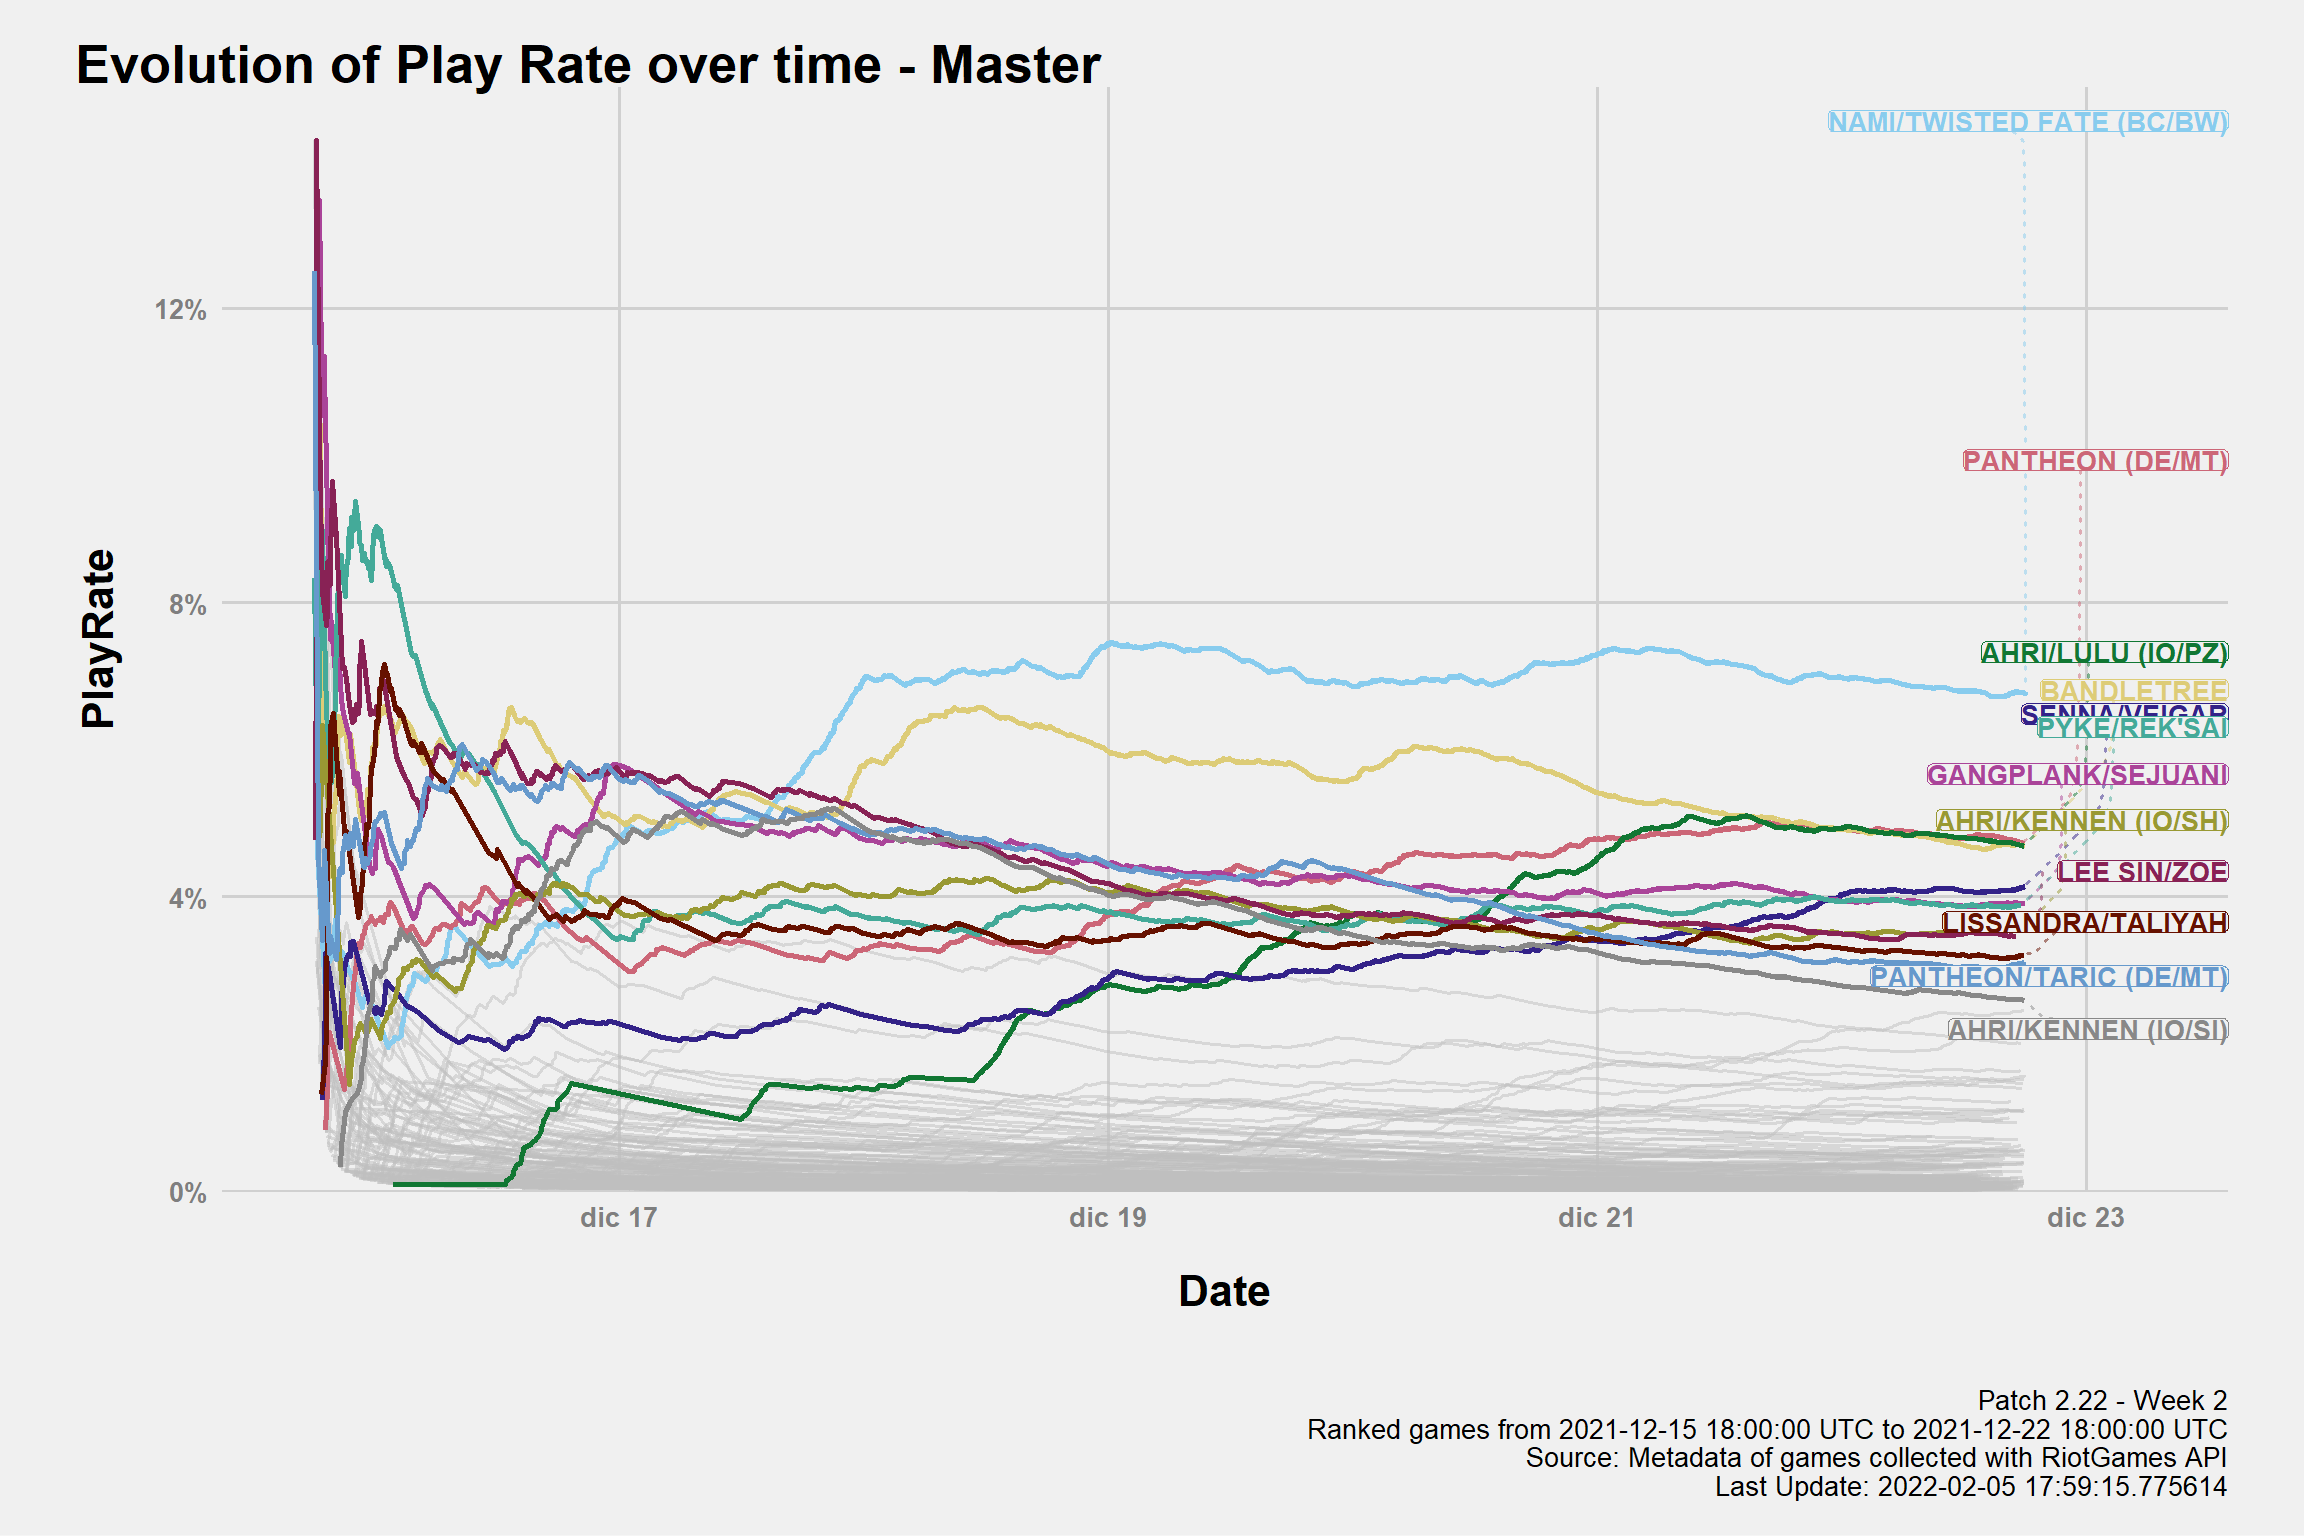 Evolution of Play Rate over time - Master
NAMI/TWISTED FATE (BC/BW)
12%
PANTHEON (DE/MT)
PlayRate
8%
AHRI/LULU (IO/PZ)
BANDLETREE
SENNA/VEIGAR
PYKE/REK'SAI
GANGPLANK/SEJUANI
AHRI/KENNEN (IO/SH)
LEE SIN/ZOE
4%
LISSANDRA/TALIYAH
PANTHEON/TARIC (DE/MT)
AHRI/KENNEN (IO/SI)
0%
dic 17
dic 19
dic 21
dic 23
Date
Patch 2.22 - Week 2
Ranked games from 2021-12-15 18:00:00 UTC to 2021-12-22 18:00:00 UTC
Source: Metadata of games collected with RiotGames API
Last Update: 2022-02-05 17:59:15.775614